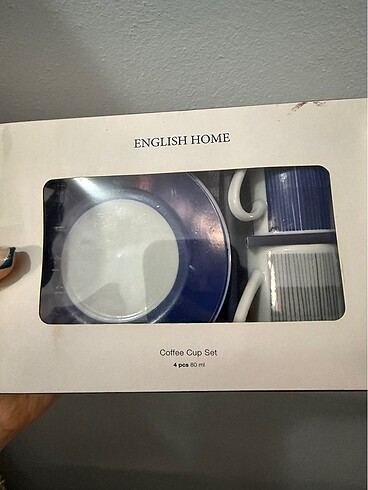 ENGLISH HOME
Coffee Cup Set
4 pcs 80 ml